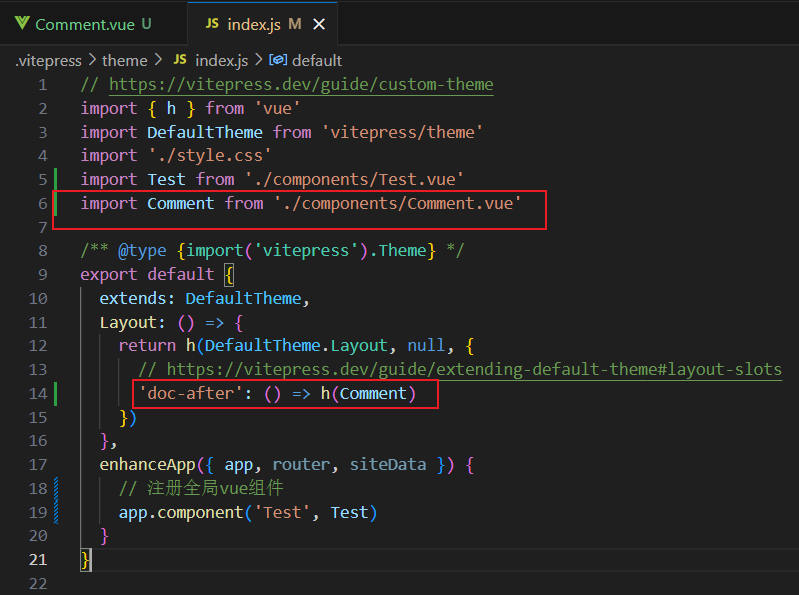 Comment.vue U
JS index.js M
.vitepress > theme > JS index.js > default
1 // https://vitepress.dev/guide/custom-theme
2 import { h } from 'vue'
3 import DefaultTheme from 'vitepress/theme'
4 import './style.css'
5 import Test from './components/Test.vue'
6 import Comment from './components/Comment.vue'
7
8 /** @type {import('vitepress').Theme} */
9 export default {
10 extends: DefaultTheme,
11 Layout: () => {
12 return h(DefaultTheme.Layout, null, {
13 // https://vitepress.dev/guide/extending-default-theme#layout-slots
14 'doc-after': () => h(Comment)
15 })
16 },
17 enhanceApp({ app, router, siteData }) {
18 // 注册全局vue组件
19 app.component('Test', Test)
20 }
21 }
22